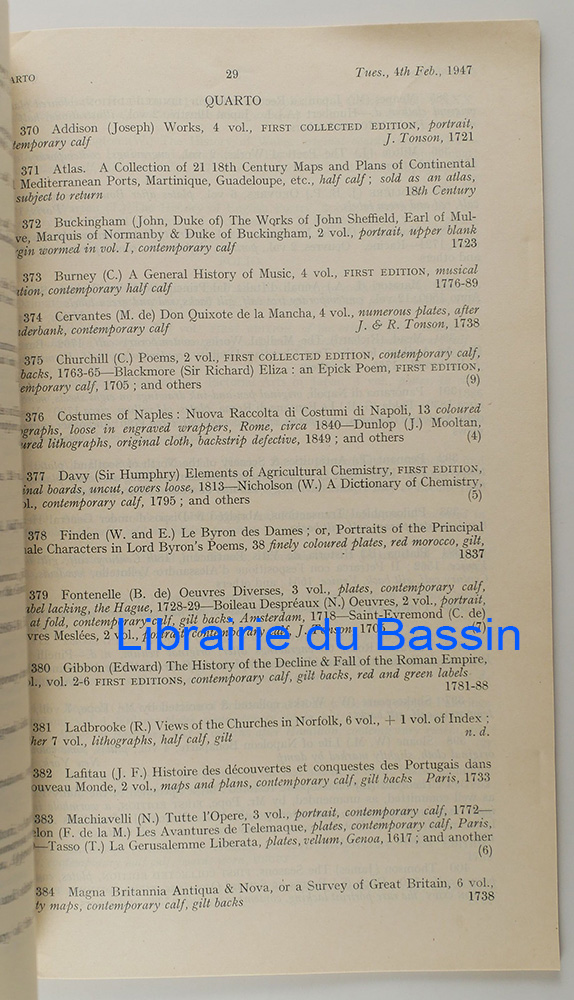 ARTO 29 Tues., 4th Feb., 1947
QUARTO
370 Addison (Joseph) Works, 4 vol., FIRST COLLECTED EDITION, portrait,
temporary calf J. Tonson, 1721
371 Atlas. A Collection of 21 18th Century Maps and Plans of Continental
Mediterranean Ports, Martinique, Guadeloupe, etc., half calf; sold as an atlas,
subject to return 18th Century
372 Buckingham (John, Duke of) The Works of John Sheffield, Earl of Mul-
ve, Marquis of Normanby & Duke of Buckingham, 2 vol., portrait, upper blank
gin wormed in vol. I, contemporary calf 1723
373 Burney (C.) A General History of Music, 4 vol., FIRST EDITION, musical
ation, contemporary half calf 1776-89
374 Cervantes (M. de) Don Quixote de la Mancha, 4 vol., numerous plates, after
derbank, contemporary calf J. & R. Tonson, 1738
375 Churchill (C.) Poems, 2 vol., FIRST COLLECTED EDITION, contemporary calf,
backs, 1763-65—Blackmore (Sir Richard) Eliza : an Epick Poem, FIRST EDITION,
emporary calf, 1705 ; and others (9)
376 Costumes of Naples : Nuova Raccolta di Costumi di Napoli, 13 coloured
graphs, loose in engraved wrappers, Rome, circa 1840—Dunlop (J.) Mooltan,
ured lithographs, original cloth, backstrip defective, 1849 ; and others (4)
377 Davy (Sir Humphry) Elements of Agricultural Chemistry, FIRST EDITION,
inal boards, uncut, covers loose, 1813—Nicholson (W.) A Dictionary of Chemistry,
ol., contemporary calf, 1795 ; and others (5)
378 Finden (W. and E.) Le Byron des Dames ; or, Portraits of the Principal
ale Characters in Lord Byron's Poems, 38 finely coloured plates, red morocco, gilt,
1837
379 Fontenelle (B. de) Oeuvres Diverses, 3 vol., plates, contemporary calf,
abel lacking, the Hague, 1728-29—Boileau Despréaux (N.) Oeuvres, 2 vol., portrait,
at fold, contemporary calf, gilt backs, Amsterdam, 1718—Saint-Evremond (C. de)
vres Meslées, 2 vol., portrait, contemporary calf, J. Tonson, (7)
Librairie du Bassin
380 Gibbon (Edward) The History of the Decline & Fall of the Roman Empire,
ol., vol. 2-6 FIRST EDITIONS, contemporary calf, gilt backs, red and green labels
1781-88
381 Ladbrooke (R.) Views of the Churches in Norfolk, 6 vol., + 1 vol. of Index ;
her 7 vol., lithographs, half calf, gilt n. d.
382 Lafitau (J. F.) Histoire des découvertes et conquestes des Portugais dans
ouveau Monde, 2 vol., maps and plans, contemporary calf, gilt backs Paris, 1733
383 Machiavelli (N.) Tutte l'Opere, 3 vol., portrait, contemporary calf, 1772—
elon (F. de la M.) Les Avantures de Telemaque, plates, contemporary calf, Paris,
—Tasso (T.) La Gerusalemme Liberata, plates, vellum, Genoa, 1617 ; and another
(6)
384 Magna Britannia Antiqua & Nova, or a Survey of Great Britain, 6 vol.,
ty maps, contemporary calf, gilt backs 1738